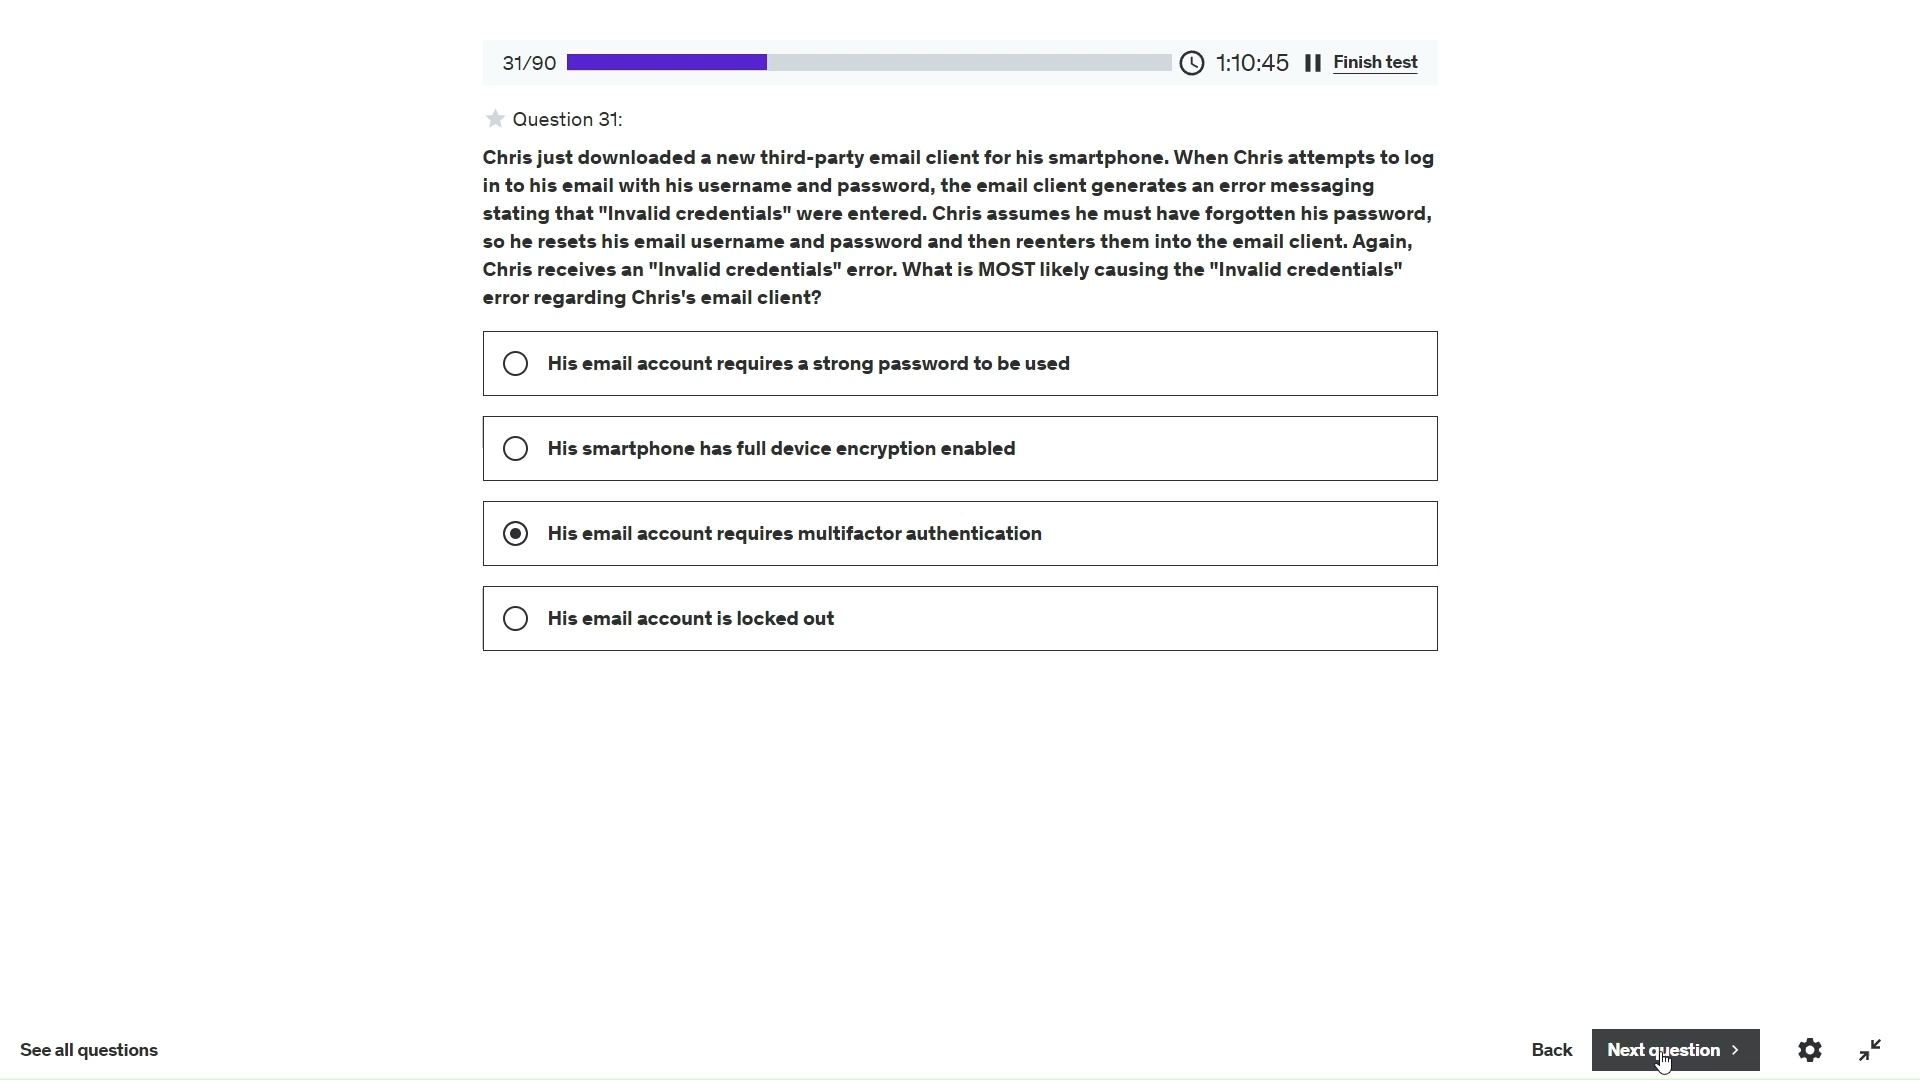 31/90
1:10:45
Finish test
Question 31:
Chris just downloaded a new third-party email client for his smartphone. When Chris attempts to log
in to his email with his username and password, the email client generates an error messaging
stating that "Invalid credentials" were entered. Chris assumes he must have forgotten his password,
so he resets his email username and password and then reenters them into the email client. Again,
Chris receives an "Invalid credentials" error. What is MOST likely causing the "Invalid credentials"
error regarding Chris's email client?
His email account requires a strong password to be used
His smartphone has full device encryption enabled
His email account requires multifactor authentication
His email account is locked out
See all questions
Back
Next question